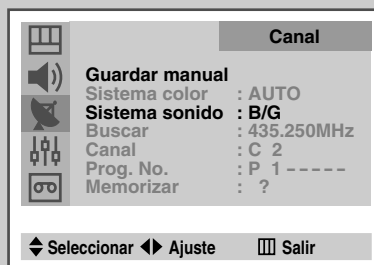 Canal
Guardar manual
Sistema color : AUTO
Sistema sonido : B/G
Buscar : 435.250MHz
Canal : C 2
Prog. No. : P 1 -----
Memorizar : ?
Seleccionar Ajuste Salir